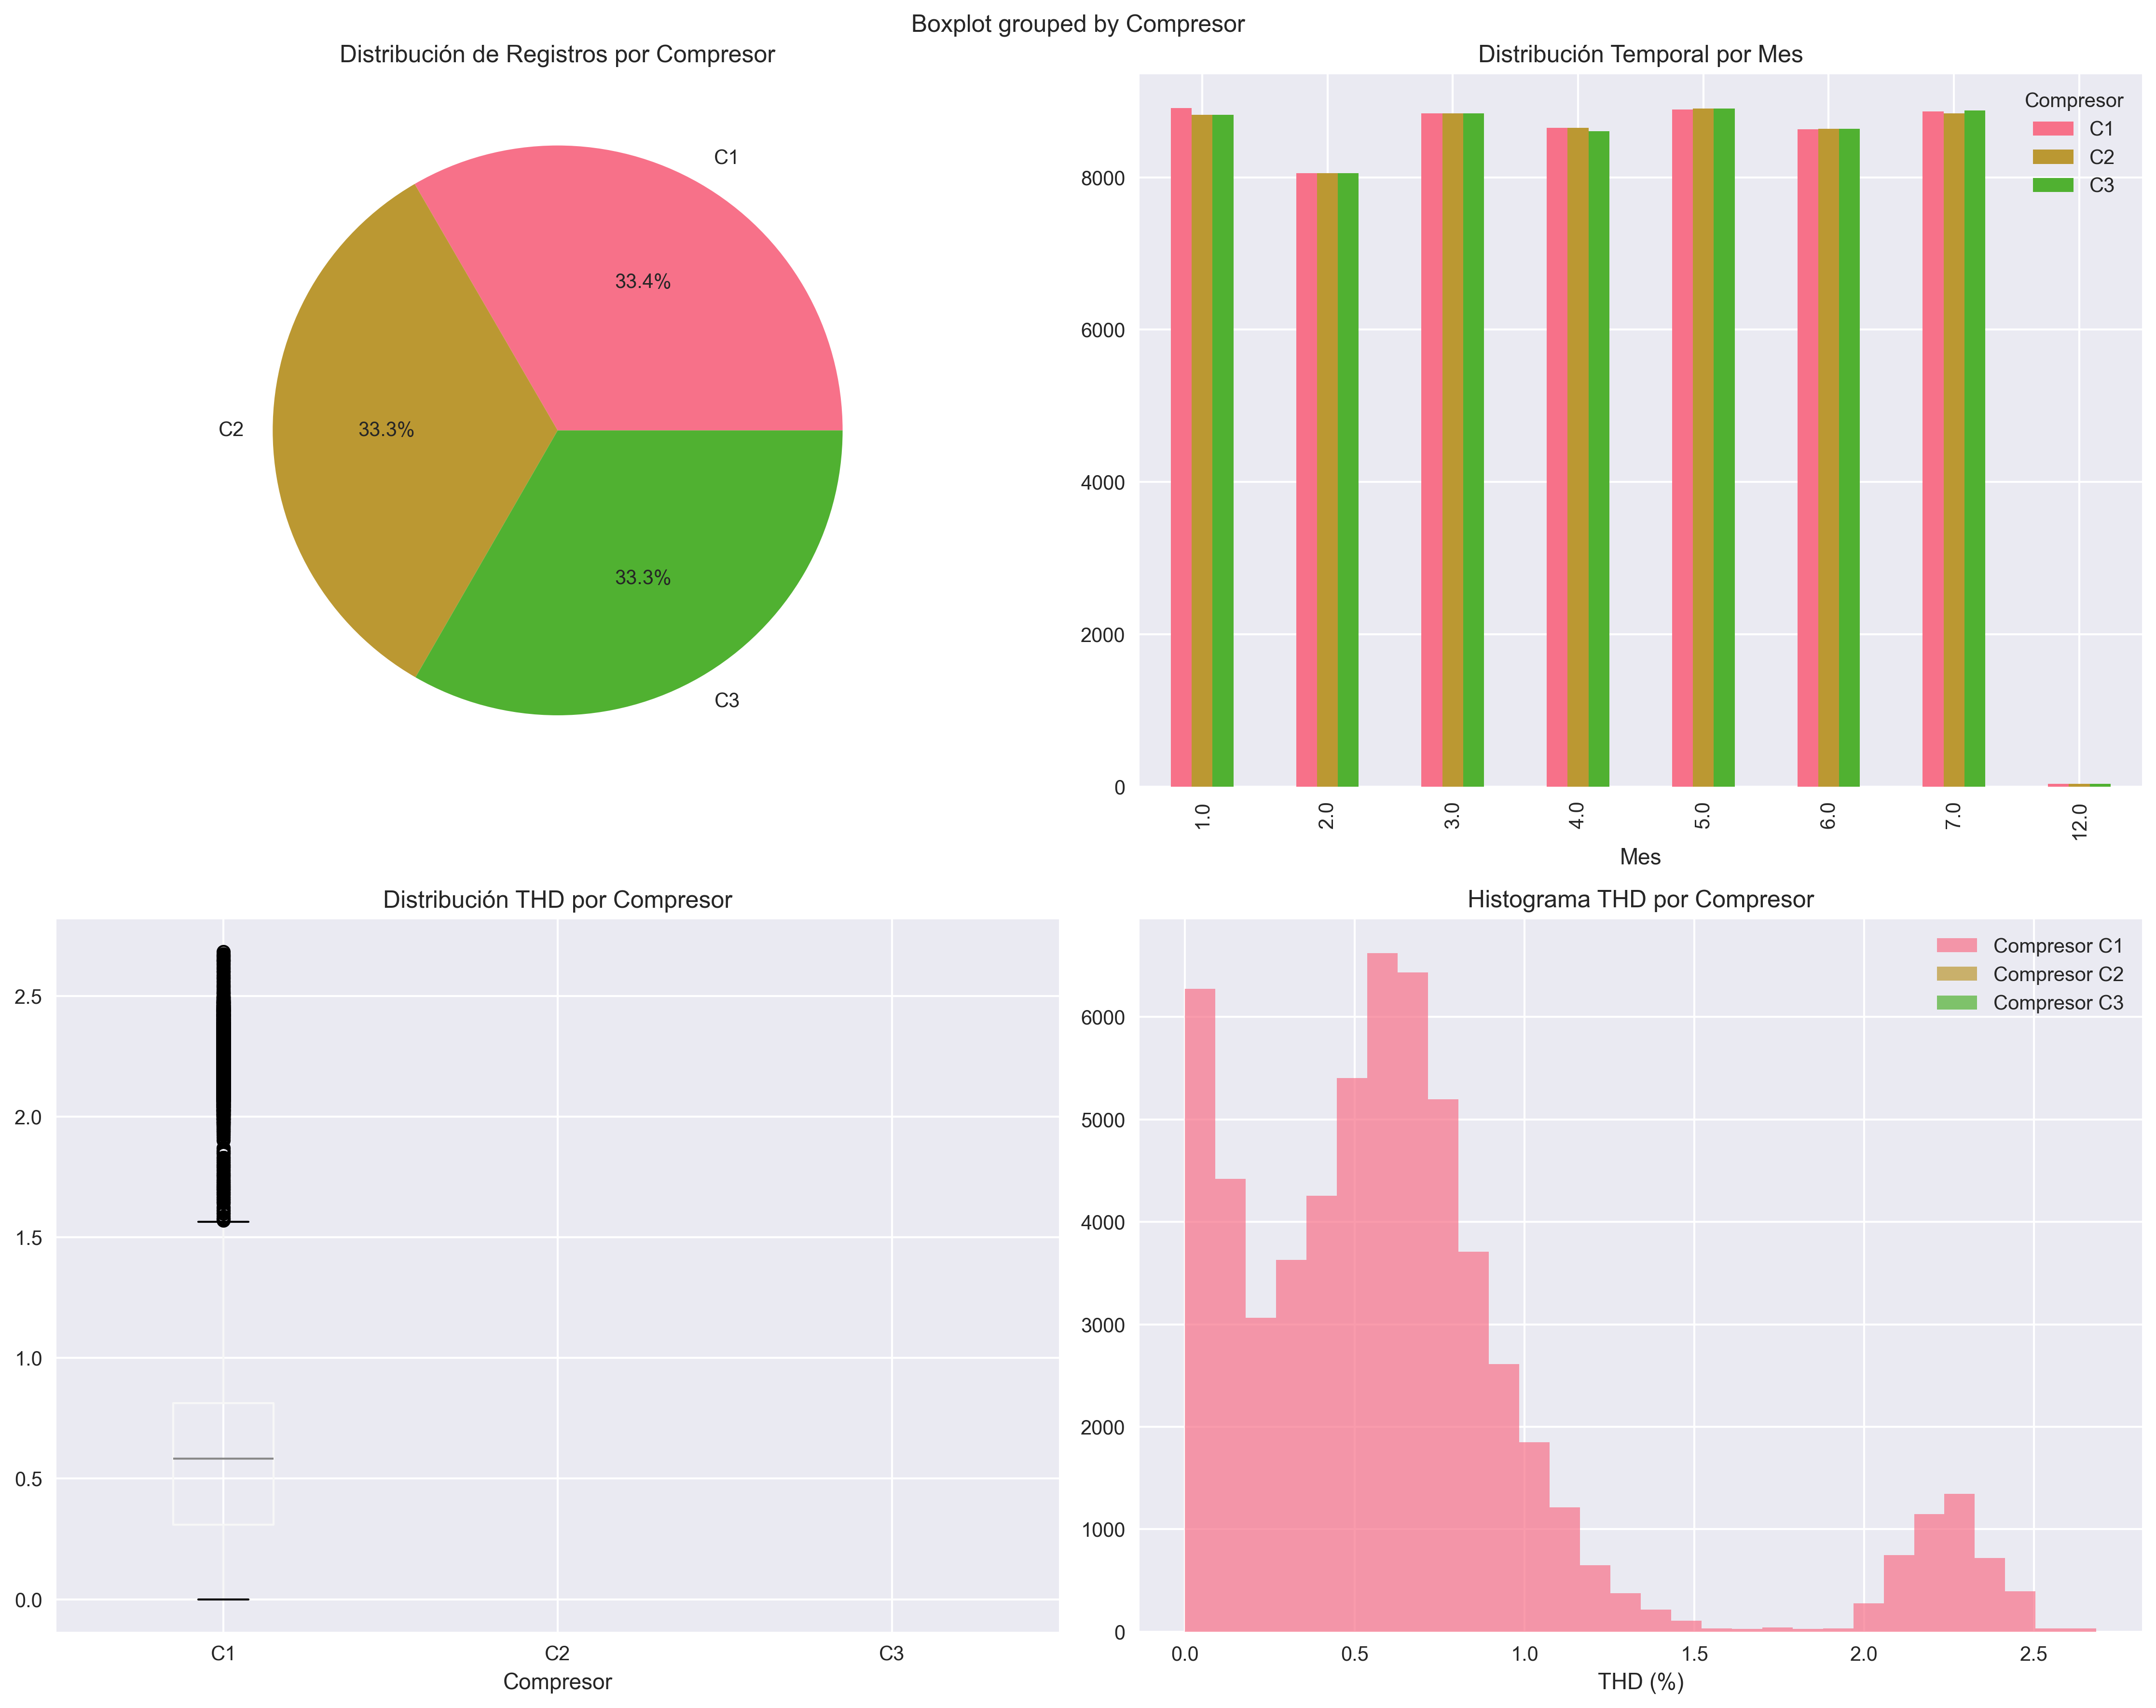 Boxplot grouped by Compresor
Distribución de Registros por Compresor
C1
33.4%
C2
33.3%
33.3%
C3
Distribución Temporal por Mes
Compresor
C1
C2
C3
8000
6000
4000
2000
0
1.0
2.0
3.0
4.0
5.0
6.0
7.0
12.0
Mes
Distribución THD por Compresor
2.5
2.0
1.5
1.0
0.5
0.0
C1
C2
C3
Compresor
Histograma THD por Compresor
Compresor C1
Compresor C2
Compresor C3
6000
5000
4000
3000
2000
1000
0
0.0
0.5
1.0
1.5
2.0
2.5
THD (%)